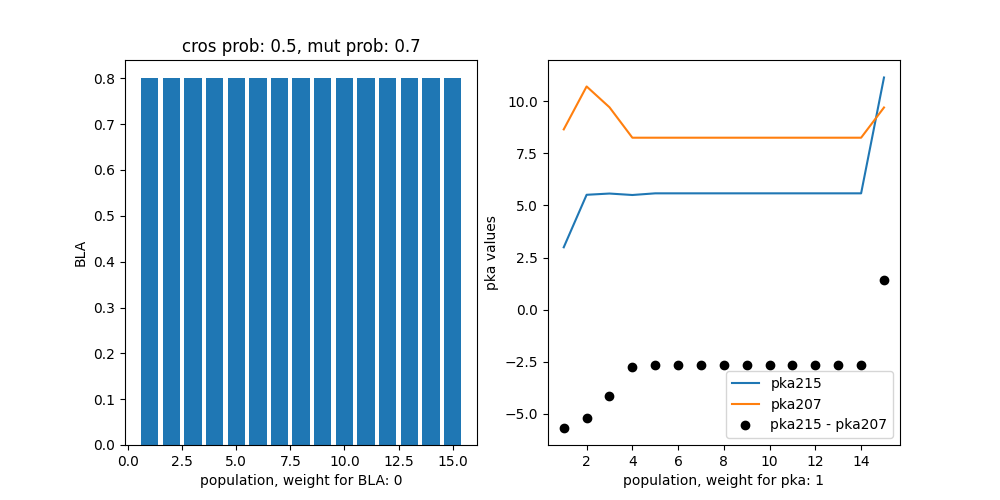 cros prob: 0.5, mut prob: 0.7
0.8
0.7
0.6
0.5
0.4
0.3
0.2
0.1
0.0
BLA
0.0 2.5 5.0 7.5 10.0 12.5 15.0
population, weight for BLA: 0
10.0
7.5
5.0
2.5
0.0
−2.5
−5.0
pka values
pka215
pka207
pka215 - pka207
2 4 6 8 10 12 14
population, weight for pka: 1